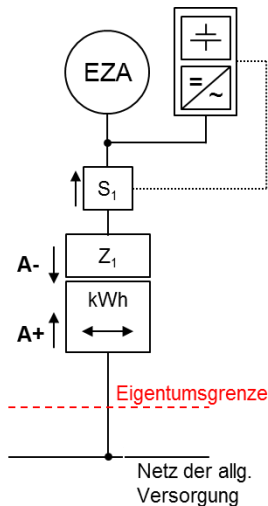 EZA
=
~
S₁
A-
Z₁
kWh
A+
Eigentumsgrenze
Netz der allg.
Versorgung